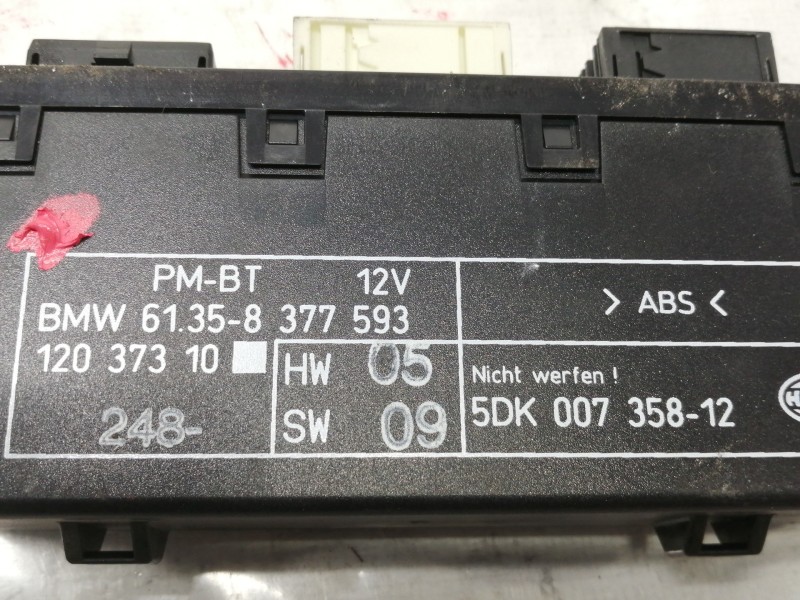 PM-BT 12V
BMW 61.35-8 377 593
120 373 10
248-
HW 05
SW 09
> ABS <
Nicht werfen !
5DK 007 358-12